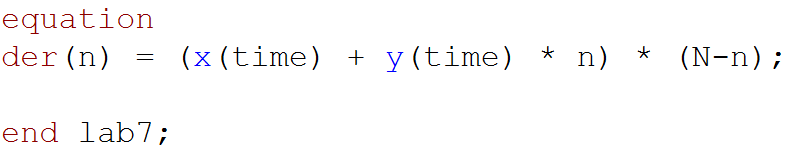 equation
der(n) = (x(time) + y(time) * n) * (N-n);
end lab7;